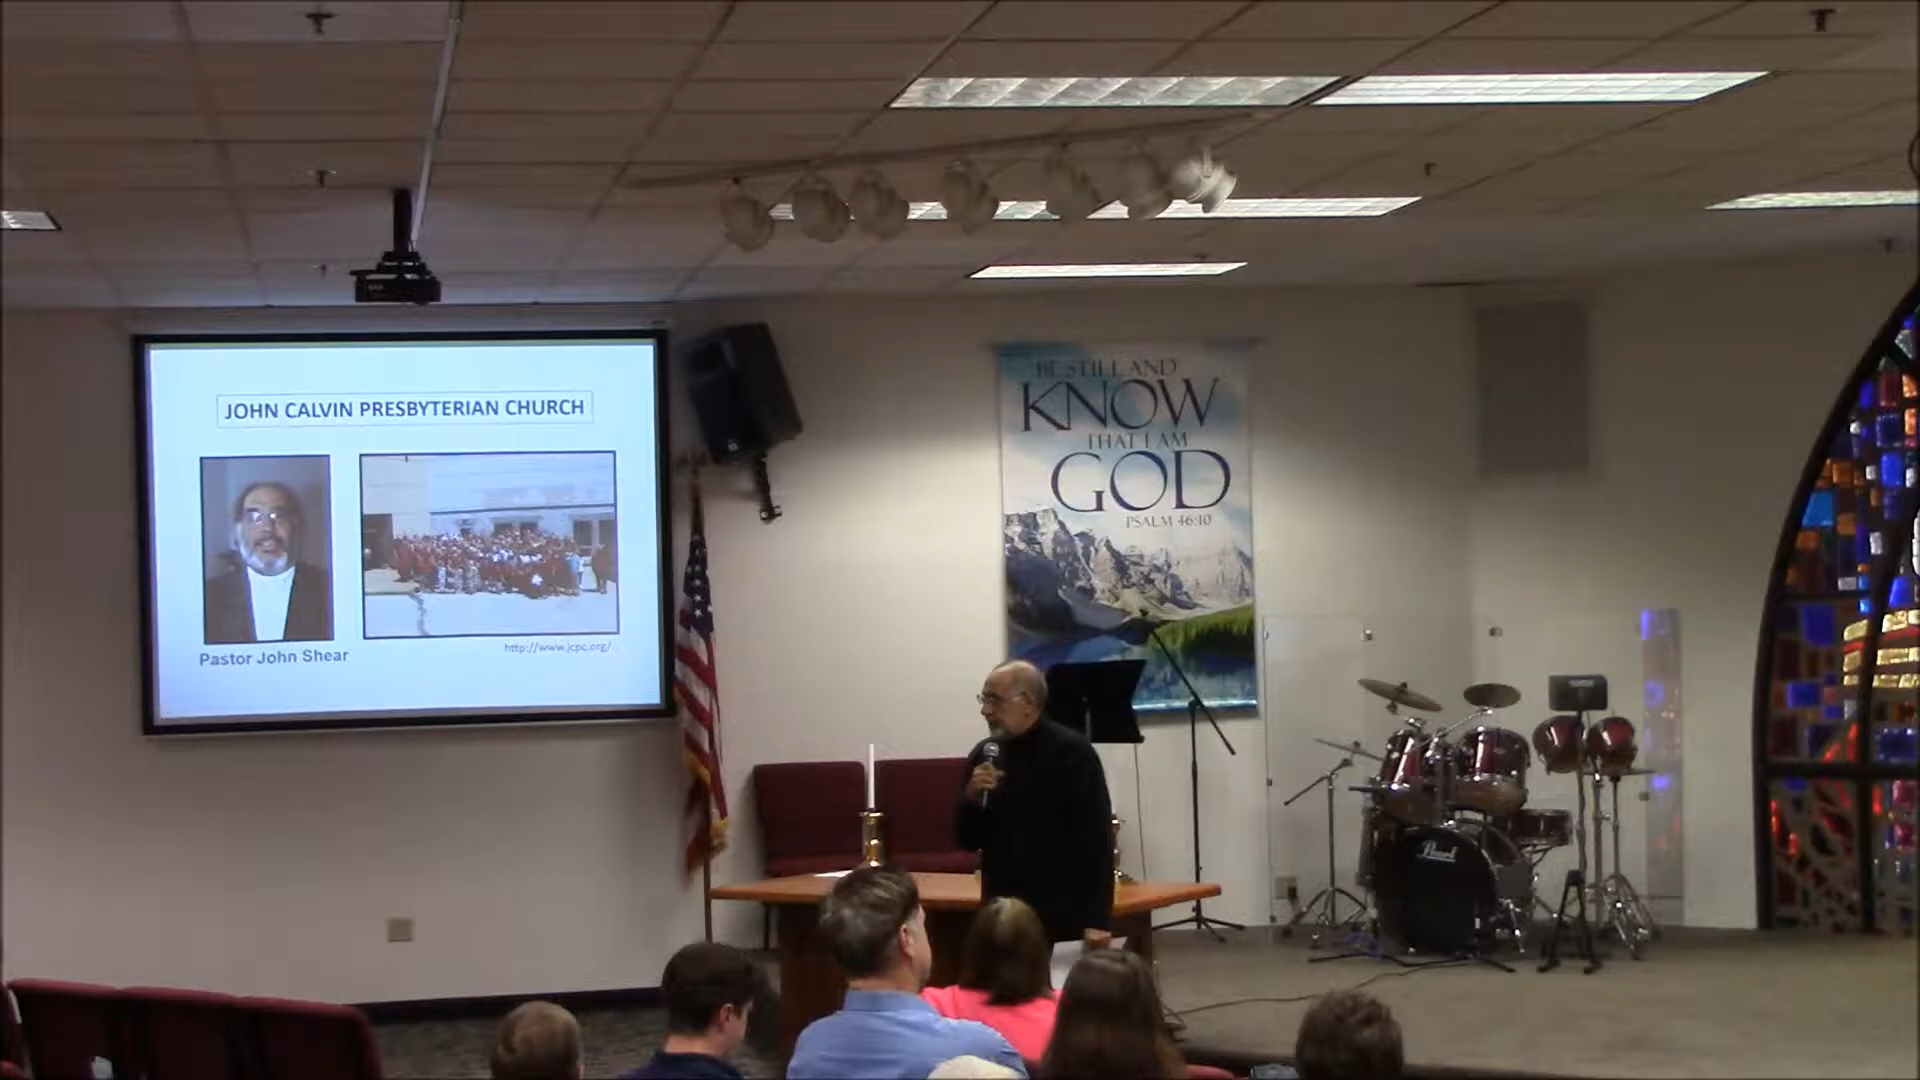 JOHN CALVIN PRESBYTERIAN CHURCH
Pastor John Shear
http://www.jcpc.org/
BE STILL AND
KNOW
THAT I AM
GOD
PSALM 46:10
Pearl